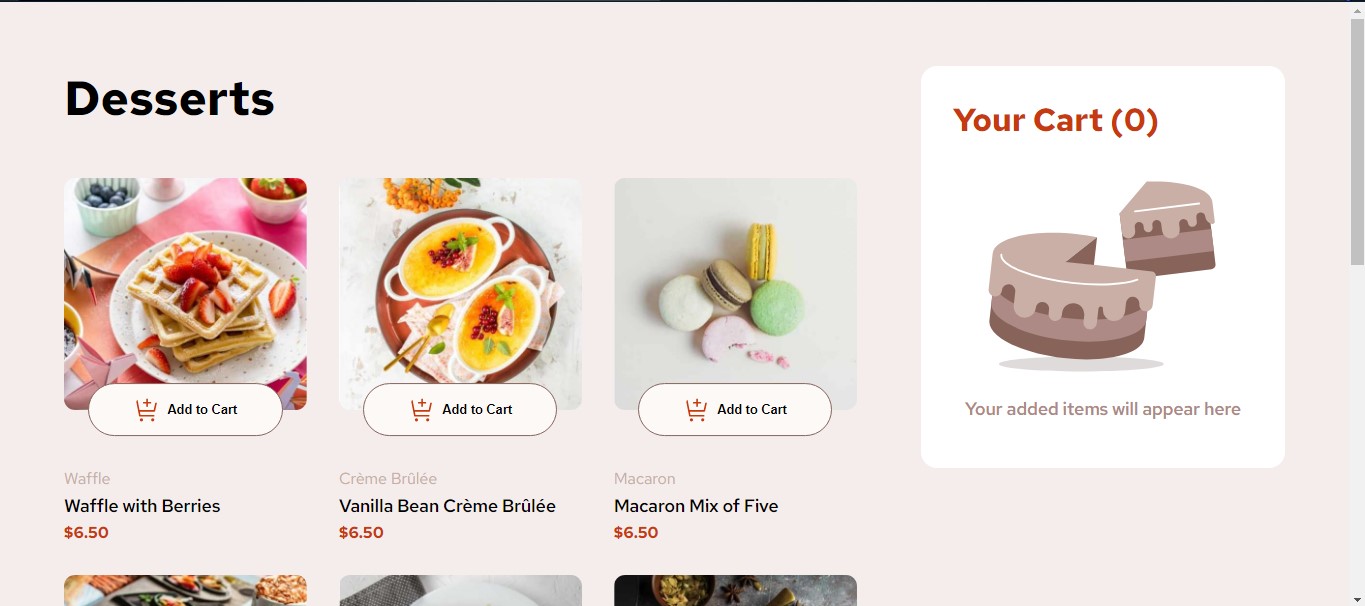 Desserts
Your Cart (0)
Your added items will appear here
Add to Cart
Add to Cart
Add to Cart
Waffle
Waffle with Berries
$6.50
Crème Brûlée
Vanilla Bean Crème Brûlée
$6.50
Macaron
Macaron Mix of Five
$6.50